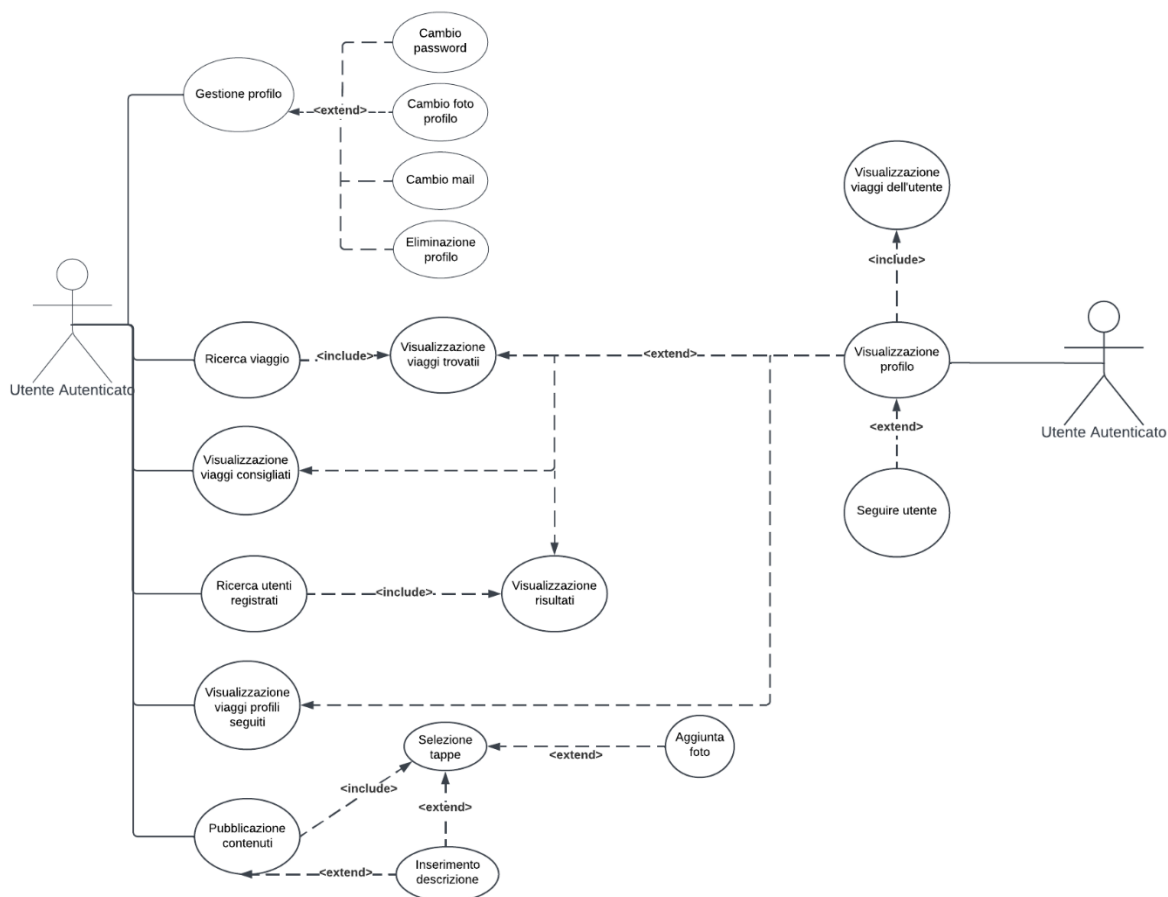 Cambio
password
Gestione profilo
<extend>
Cambio foto
profilo
Cambio mail
Eliminazione
profilo
Visualizzazione
viaggi dell'utente
<include>
Utente Autenticato
Ricerca viaggio
<include>
Visualizzazione
viaggi trovatii
<extend>
Visualizzazione
profilo
Utente Autenticato
<extend>
Seguire utente
Visualizzazione
viaggi consigliati
Ricerca utenti
registrati
<include>
Visualizzazione
risultati
Visualizzazione
viaggi profili
seguiti
Selezione
tappe
<extend>
Aggiunta
foto
<include>
<extend>
Pubblicazione
contenuti
<extend>
Inserimento
descrizione